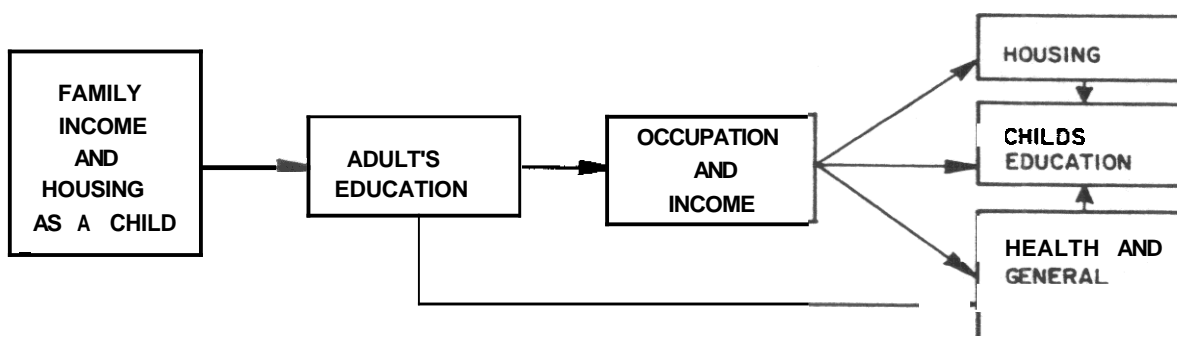 FAMILY
INCOME
AND
HOUSING
AS A CHILD
ADULT'S
EDUCATION
OCCUPATION
AND
INCOME
HOUSING
CHILDS
EDUCATION
HEALTH AND
GENERAL